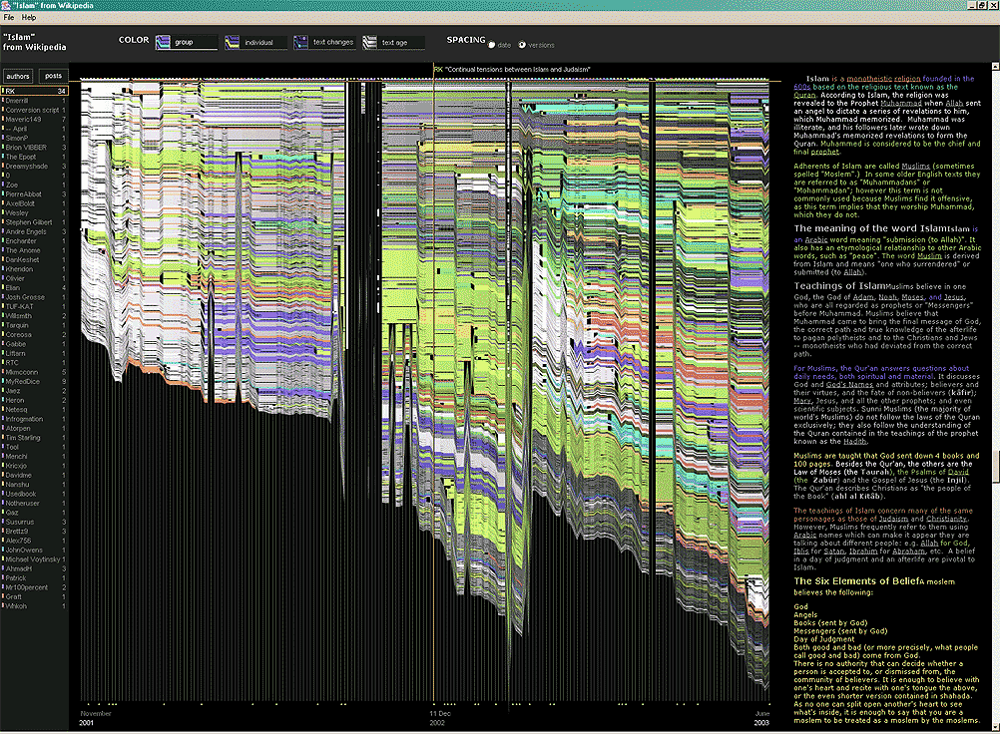 "Islam" from Wikipedia
File Help
"Islam"
from Wikipedia
COLOR group individual text changes text age SPACING date versions
RK "Continual tensions between Islam and Judaism"
authors posts
RK 34
Dmerrill 1
Conversion script 1
Maveric149 7
-- April 1
SimonP 1
Brion VIBBER 3
The Epopt 1
Dreamyshade 3
0 1
Zoe 1
PierreAbbat 3
AxelBoldt 1
Wesley 1
Stephen Gilbert 1
Andre Engels 3
Enchanter 1
The Anome 1
DanKeshet 1
Khendon 1
Olivier 1
Elian 4
Josh Grosse 1
TUF-KAT 1
Willsmith 2
Tarquin 1
Coreosa 2
Gabbe 1
Liftarn 1
RTC 1
Mkmcconn 5
MyRedDice 9
Jaez 2
Heron 2
Netesq 1
Infrogmation 1
Atorpen 1
Tim Starling 1
Tool 1
Menchi 1
Kricxjo 1
Davidme 1
Nanshu 1
Usedbook 1
Notheruser 1
Gaz 1
Susurrus 3
Brettz9 3
Alex756 1
JohnOwens 1
Michael Voytinsky 1
AhmadH 3
Patrick 1
Mr100percent 2
Graft 1
Whkoh 1
November
2001
11 Dec
2002
June
2003
Islam is a monotheistic religion founded in the
600s based on the religious text known as the
Quran. According to Islam, the religion was
revealed to the Prophet Muhammad when Allah sent
an angel to dictate a series of revelations to him,
which Muhammad memorized. Muhammad was
illiterate, and his followers later wrote down
Muhammad's memorized revelations to form the
Quran. Muhammed is considered to be the chief and
final prophet.
Adherents of Islam are called Muslims (sometimes
spelled "Moslem".) In some older English texts they
are referred to as "Muhammadans" or
"Mohammadan"; however this term is not
commonly used because Muslims find it offensive,
as this term implies that they worship Muhammad,
which they do not.
The meaning of the word IslamIslam is
an Arabic word meaning "submission (to Allah)". It
also has an etymological relationship to other Arabic
words, such as "peace". The word Muslim is derived
from Islam and means "one who surrendered" or
submitted (to Allah).
Teachings of IslamMuslims believe in one
God, the God of Adam, Noah, Moses, and Jesus,
who are all regarded as prophets or "Messengers"
before Muhammad. Muslims believe that
Muhammad came to bring the final message of God,
the correct path and true knowledge of the afterlife
to pagan polytheists and to the Christians and Jews
-- monotheists who had deviated from the correct
path.
For Muslims, the Qur'an answers questions about
daily needs, both spiritual and material. It discusses
God and God's Names and attributes; believers and
their virtues, and the fate of non-believers (kâfir);
Mary, Jesus, and all the other prophets; and even
scientific subjects. Sunni Muslims (the majority of
world's Muslims) do not follow the laws of the Quran
exclusively; they also follow the understanding of
the Quran contained in the teachings of the prophet
known as the Hadith.
Muslims are taught that God sent down 4 books and
100 pages. Besides the Qur'an, the others are the
Law of Moses (the Taurah), the Psalms of David
(the Zabûr) and the Gospel of Jesus (the Injil).
The Qur'an describes Christians as "the people of
the Book" (ahl al Kitâb).
The teachings of Islam concern many of the same
personages as those of Judaism and Christianity.
However, Muslims frequently refer to them using
Arabic names which can make it appear they are
talking about different people: e.g. Allah for God,
Iblis for Satan, Ibrahim for Abraham, etc. A belief
in a day of judgment and an afterlife are pivotal to
Islam.
The Six Elements of BeliefA moslem
believes the following:
God
Angels
Books (sent by God)
Messengers (sent by God)
Day of Judgment
Both good and bad (or more precisely, what people
call good and bad) come from God.
There is no authority that can decide whether a
person is accepted to, or dismissed from, the
community of believers. It is enough to believe with
one's heart and recite with one's tongue the above,
or the even shorter version contained in shahada.
As no one can split open another's heart to see
what's inside, it is enough to say that you are a
moslem to be treated as a moslem by the moslems.